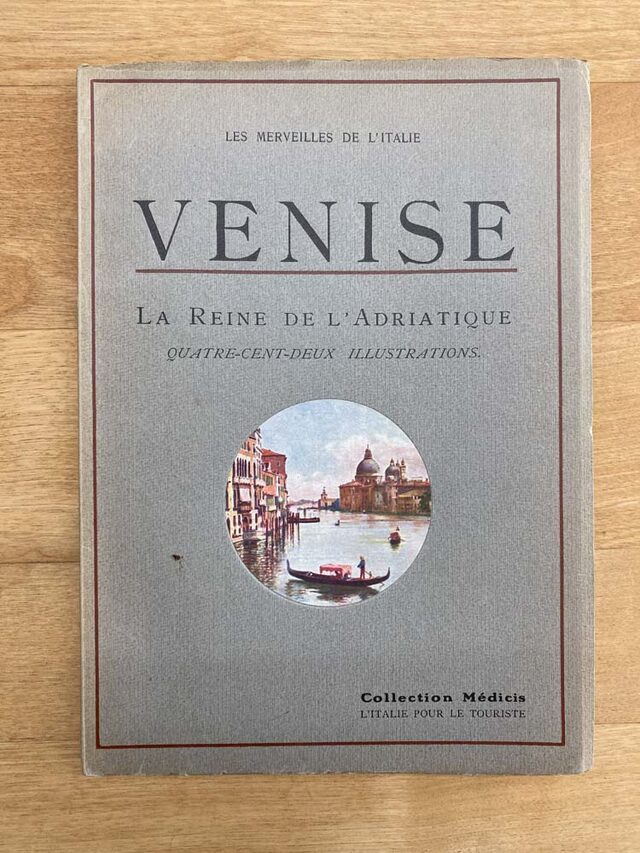 LES MERVEILLES DE L'ITALIE
VENISE
LA REINE DE L'ADRIATIQUE
QUATRE-CENT-DEUX ILLUSTRATIONS.
Collection Médicis
L'ITALIE POUR LE TOURISTE